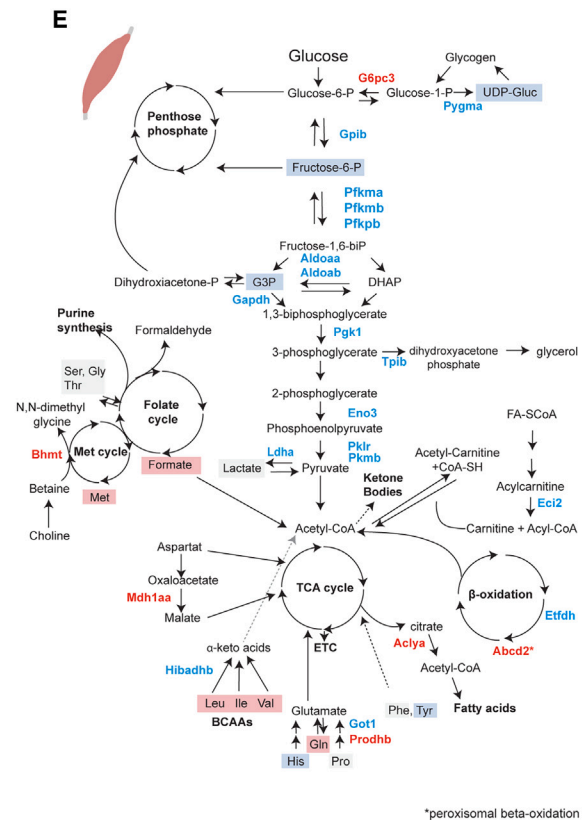 E
Glucose
Glycogen
G6pc3
Glucose-6-P
Glucose-1-P
UDP-Gluc
Pygma
Penthose
phosphate
Gpib
Fructose-6-P
Pfkma
Pfkmb
Pfkpb
Fructose-1,6-biP
Aldoaa
Aldoab
Dihydroxiacetone-P
G3P
DHAP
Gapdh
1,3-biphosphoglycerate
Purine
synthesis
Formaldehyde
Pgk1
3-phosphoglycerate
Tpib
dihydroxyacetone
phosphate
glycerol
Ser, Gly
Thr
2-phosphoglycerate
N,N-dimethyl
glycine
Folate
cycle
Eno3
Phosphoenolpyruvate
FA-SCoA
Bhmt
Met cycle
Ldha
Pklr
Pkmb
Acetyl-Carnitine
+CoA-SH
Formate
Lactate
Pyruvate
Ketone
Bodies
Acylcarnitine
Betaine
Met
Eci2
Choline
Acetyl-CoA
Carnitine + Acyl-CoA
Aspartat
Oxaloacetate
TCA cycle
β-oxidation
Mdh1aa
Malate
Etfdh
citrate
ETC
Aclya
Abcd2*
α-keto acids
Acetyl-CoA
Hibadhb
Leu Ile Val
BCAAs
Glutamate
Phe, Tyr
Fatty acids
Got1
Gln
Prodhb
His
Pro
*peroxisomal beta-oxidation